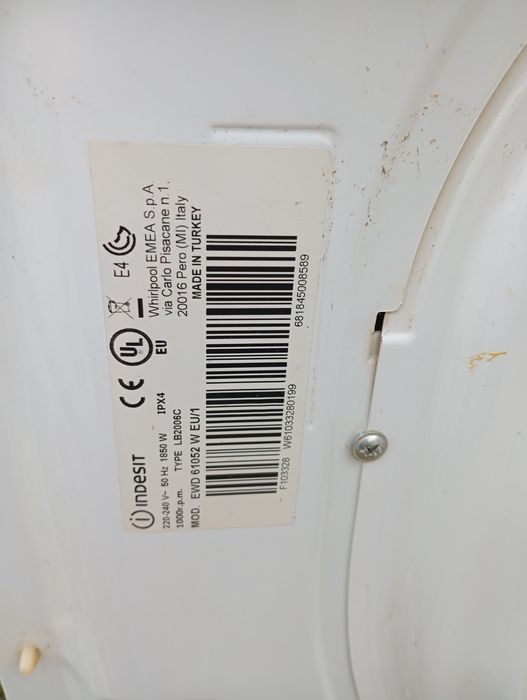 INDESIT
220-240 V~ 50 Hz 1850 W IPX4
1000r.p.m. TYPE LB2006C
MOD. EWD 61052 W EU/1
CE UL E4
EU
Whirlpool EMEA S.p.A.
via Carlo Pisacane n.1,
20016 Pero (MI) Italy
MADE IN TURKEY
F103328 W61033280199
681845008589